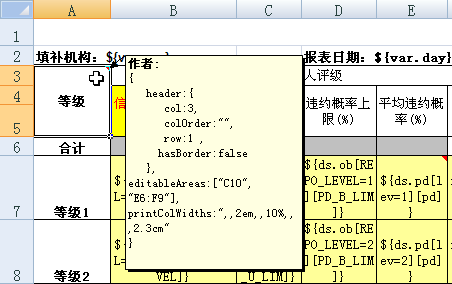 A B C D E
1
2 填补机构: ${v 报表日期: ${var.day}
3 人评级
等级
4 信 违约概率上限(%) 平均违约概率(%)
5
6 合计
7 等级1 ${ L= ${ds.ob[REPO_LEVEL=1][PD_B_LIM]} ${ds.pd[lev=1][pd]}
8 等级2 ${ L= VEL]} _U_LIM]} ${ds.ob[REPO_LEVEL=2][PD_B_LIM]} ${ds.pd[lev=2][pd]}
作者:
{
header:{
col:3,
colOrder:"",
row:1 ,
hasBorder:false
},
editableAreas:["C10",
"E6:F9"],
printColWidths:",,2em,,10%,,
,2.3cm"
}